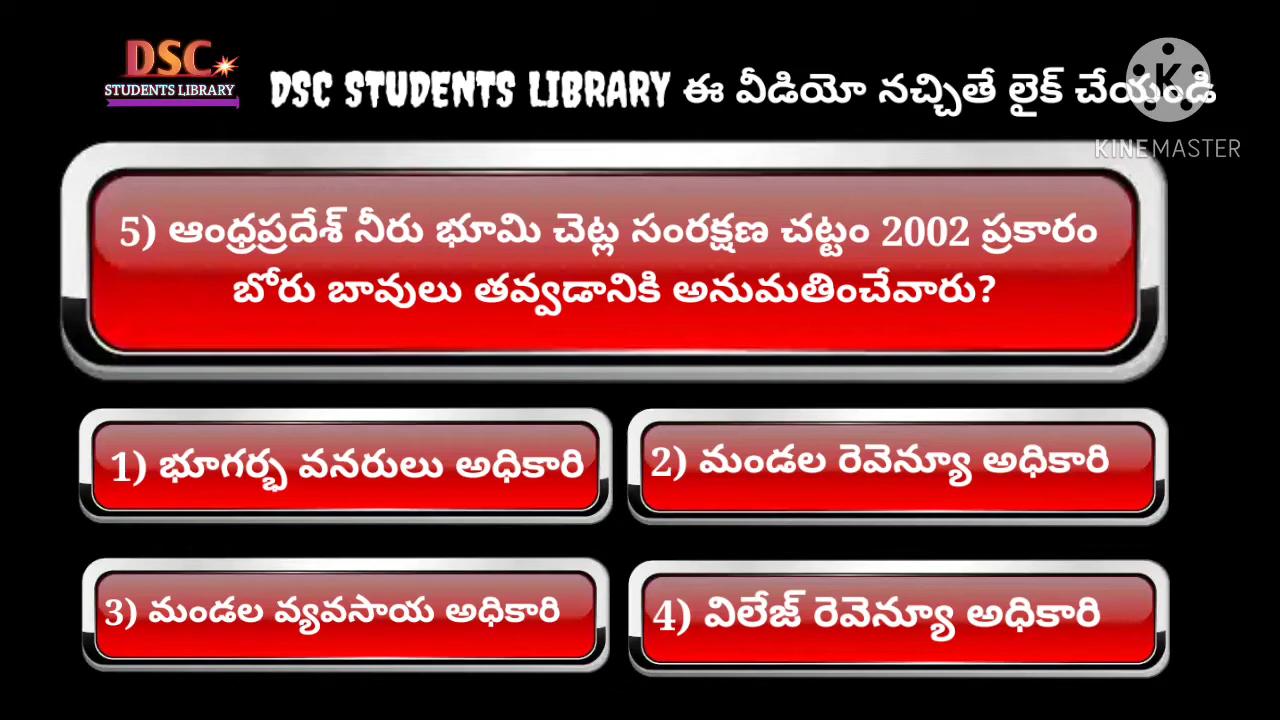 DSC
STUDENTS LIBRARY
DSC STUDENTS LIBRARY ఈ వీడియో నచ్చితే లైక్ చేయండి
K
KINEMASTER
5) ఆంధ్రప్రదేశ్ నీరు భూమి చెట్ల సంరక్షణ చట్టం 2002 ప్రకారం
బోరు బావులు తవ్వడానికి అనుమతించేవారు?
1) భూగర్భ వనరులు అధికారి
2) మండల రెవెన్యూ అధికారి
3) మండల వ్యవసాయ అధికారి
4) విలేజ్ రెవెన్యూ అధికారి